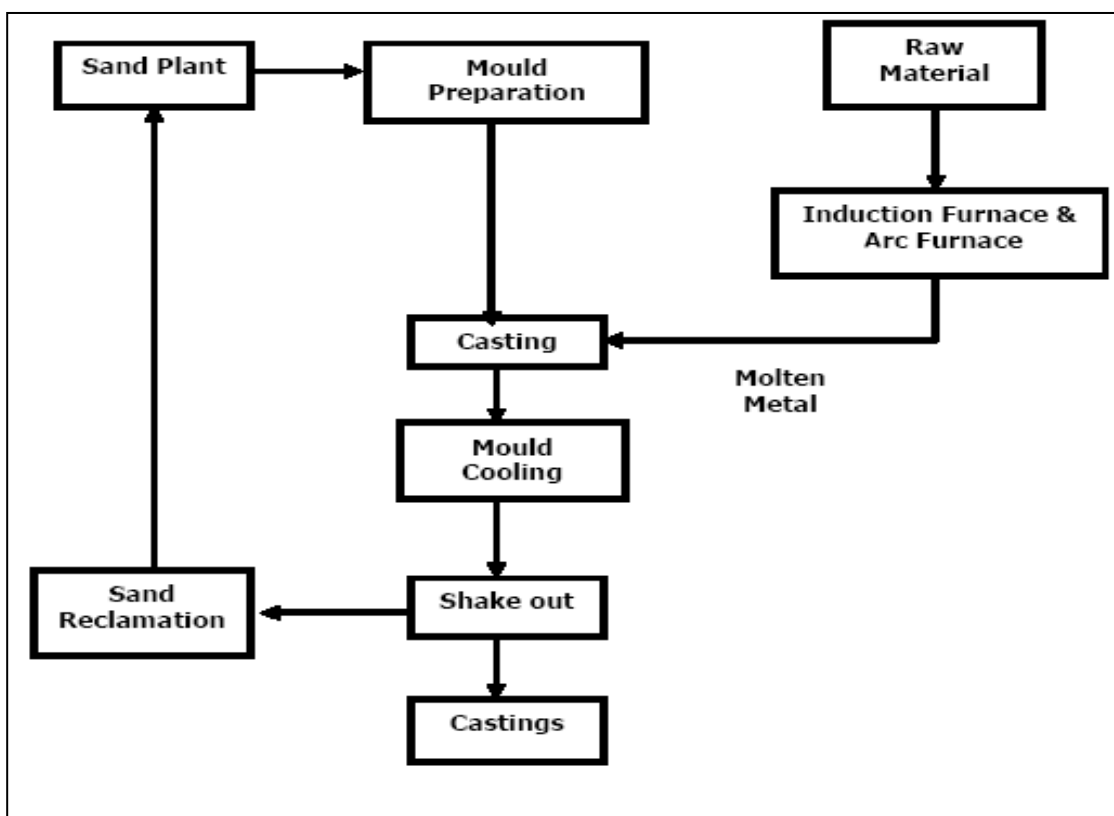 Sand Plant
Mould
Preparation
Raw
Material
Induction Furnace &
Arc Furnace
Casting
Molten
Metal
Mould
Cooling
Sand
Reclamation
Shake out
Castings